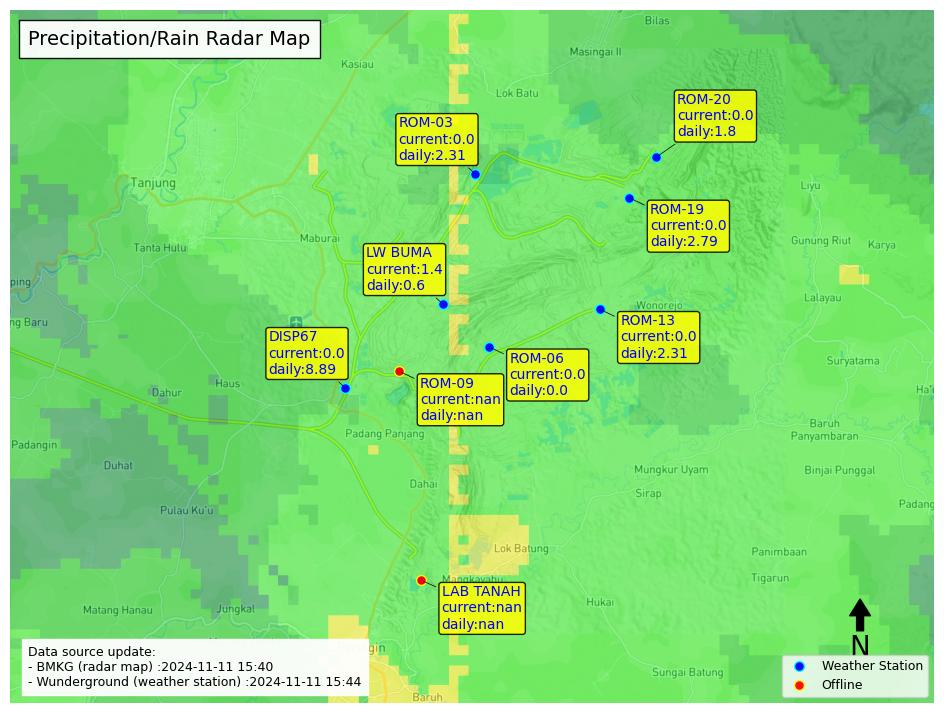 Precipitation/Rain Radar Map
Bilas
Masingai II
Kasiau
Lok Batu
ROM-20
current:0.0
daily:1.8
ROM-03
current:0.0
daily:2.31
Tanjung
Liyu
ROM-19
current:0.0
daily:2.79
Maburai
Tanta Hulu
Gunung Riut
Karya
LW BUMA
current:1.4
daily:0.6
ping
Lalayau
Wonorejo
ng Baru
ROM-13
current:0.0
daily:2.31
DISP67
current:0.0
daily:8.89
ROM-06
current:0.0
daily:0.0
Suryatama
ROM-09
current:nan
daily:nan
Haus
Dahur
Ha'u
Padang Panjang
Baruh
Panyambaran
Padangin
Duhat
Mungkur Uyam
Binjai Punggal
Dahai
Sirap
Pulau Ku'u
Padang
Lok Batung
Panimbaan
Mangkayahu
Tigarun
LAB TANAH
current:nan
daily:nan
Hukai
Matang Hanau
Jungkal
N
Sungai Batung
Baruh
Data source update:
- BMKG (radar map) :2024-11-11 15:40
- Wunderground (weather station) :2024-11-11 15:44
Weather Station
Offline